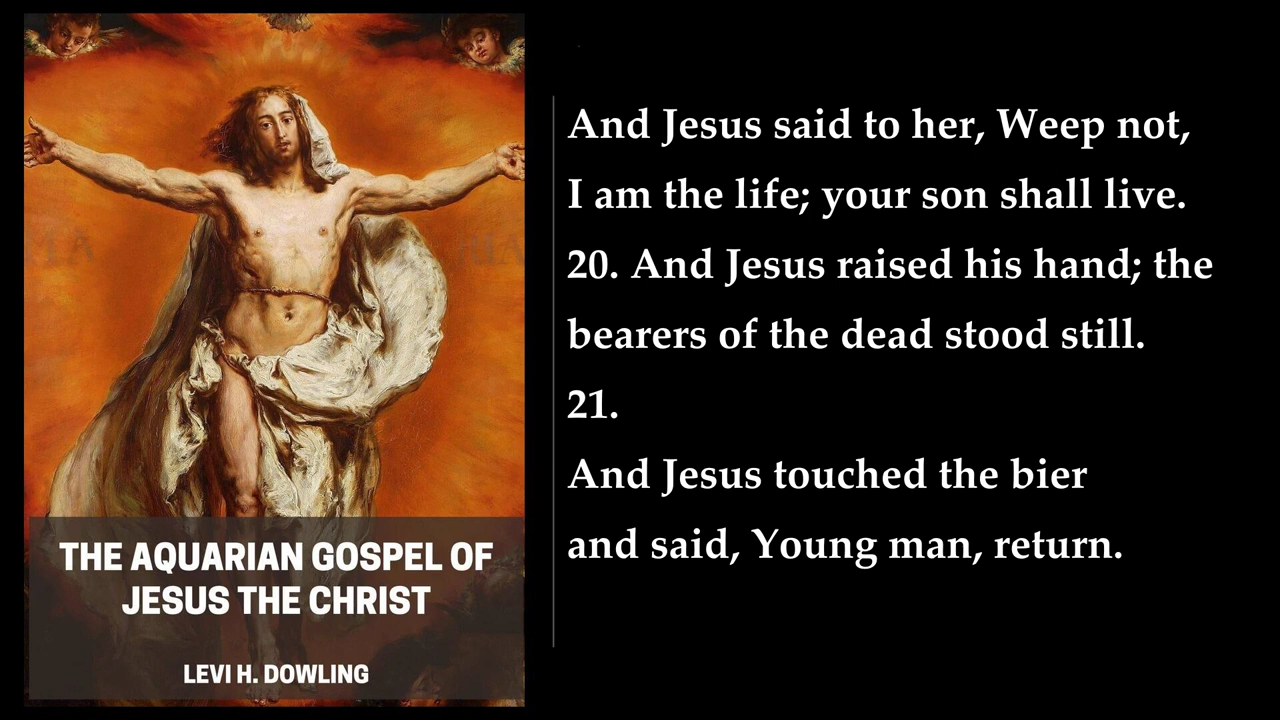 THE AQUARIAN GOSPEL OF
JESUS THE CHRIST
LEVI H. DOWLING
And Jesus said to her, Weep not,
I am the life; your son shall live.
20. And Jesus raised his hand; the
bearers of the dead stood still.
21.
And Jesus touched the bier
and said, Young man, return.